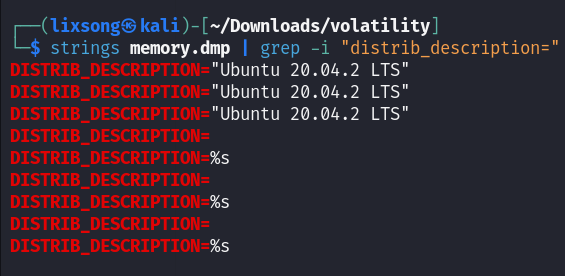 ┌──(lixsong㉿kali)-[~/Downloads/volatility]
└─$ strings memory.dmp | grep -i "distrib_description="
DISTRIB_DESCRIPTION="Ubuntu 20.04.2 LTS"
DISTRIB_DESCRIPTION="Ubuntu 20.04.2 LTS"
DISTRIB_DESCRIPTION="Ubuntu 20.04.2 LTS"
DISTRIB_DESCRIPTION=
DISTRIB_DESCRIPTION=%s
DISTRIB_DESCRIPTION=
DISTRIB_DESCRIPTION=%s
DISTRIB_DESCRIPTION=
DISTRIB_DESCRIPTION=%s